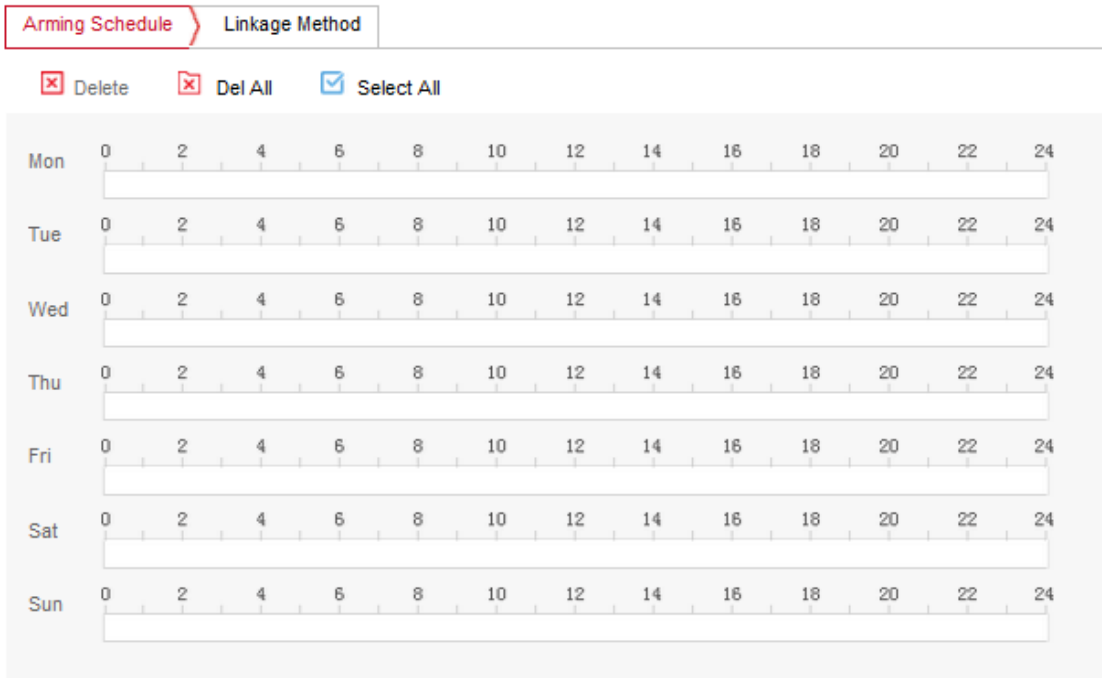 Arming Schedule Linkage Method
Delete Del All Select All
Mon 0 2 4 6 8 10 12 14 16 18 20 22 24
Tue 0 2 4 6 8 10 12 14 16 18 20 22 24
Wed 0 2 4 6 8 10 12 14 16 18 20 22 24
Thu 0 2 4 6 8 10 12 14 16 18 20 22 24
Fri 0 2 4 6 8 10 12 14 16 18 20 22 24
Sat 0 2 4 6 8 10 12 14 16 18 20 22 24
Sun 0 2 4 6 8 10 12 14 16 18 20 22 24